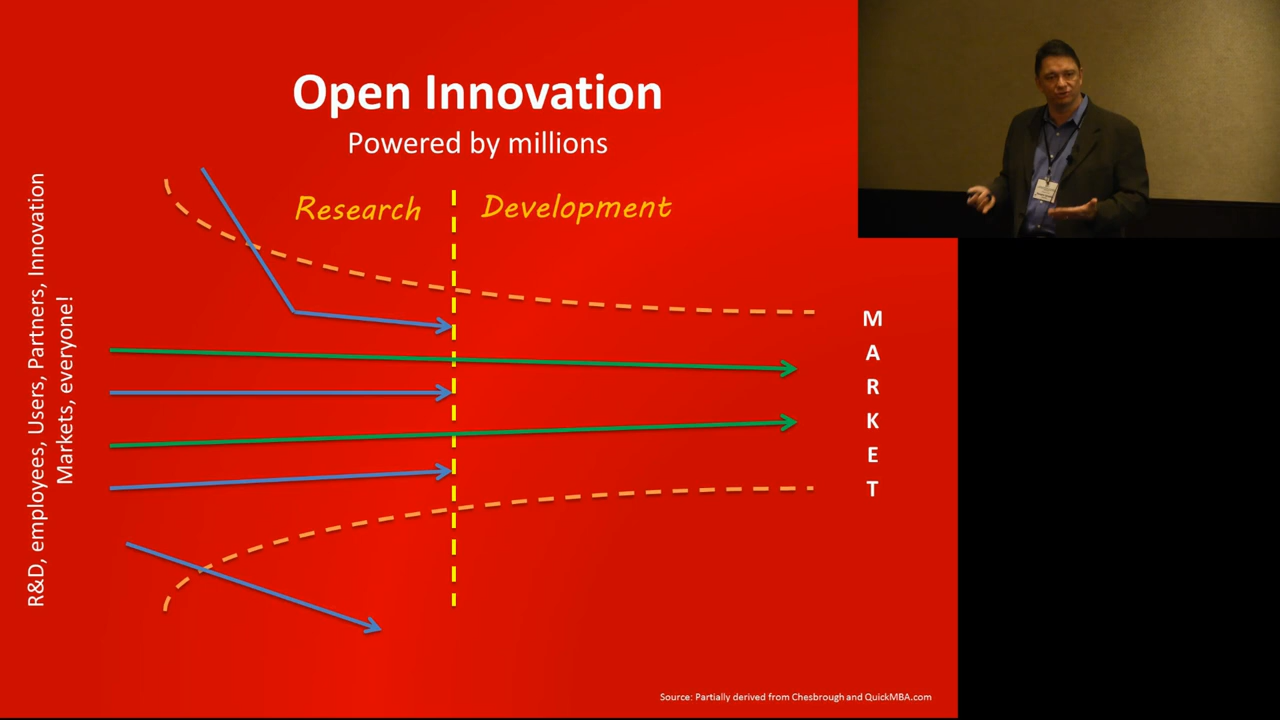 Open Innovation
Powered by millions
Research
Development
R&D, employees, Users, Partners, Innovation
Markets, everyone!
M
A
R
K
E
T
Source: Partially derived from Chesbrough and QuickMBA.com